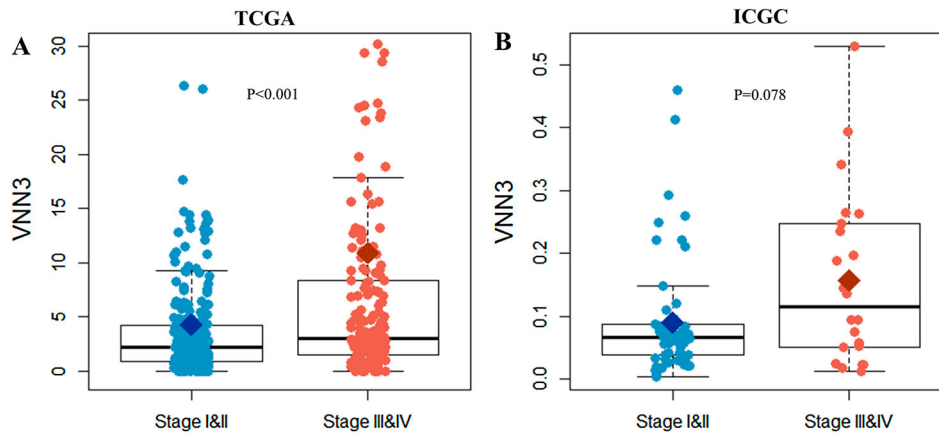 TCGA
A
P<0.001
VNN3
30
25
20
15
10
5
0
Stage I&II
Stage III&IV
ICGC
B
P=0.078
VNN3
0.5
0.4
0.3
0.2
0.1
0.0
Stage I&II
Stage III&IV